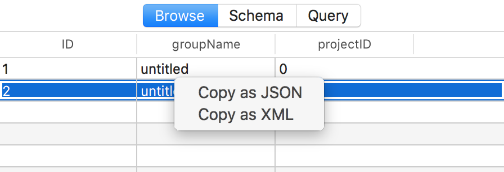 Browse Schema Query
ID groupName projectID
1 untitled 0
2
Copy as JSON
Copy as XML